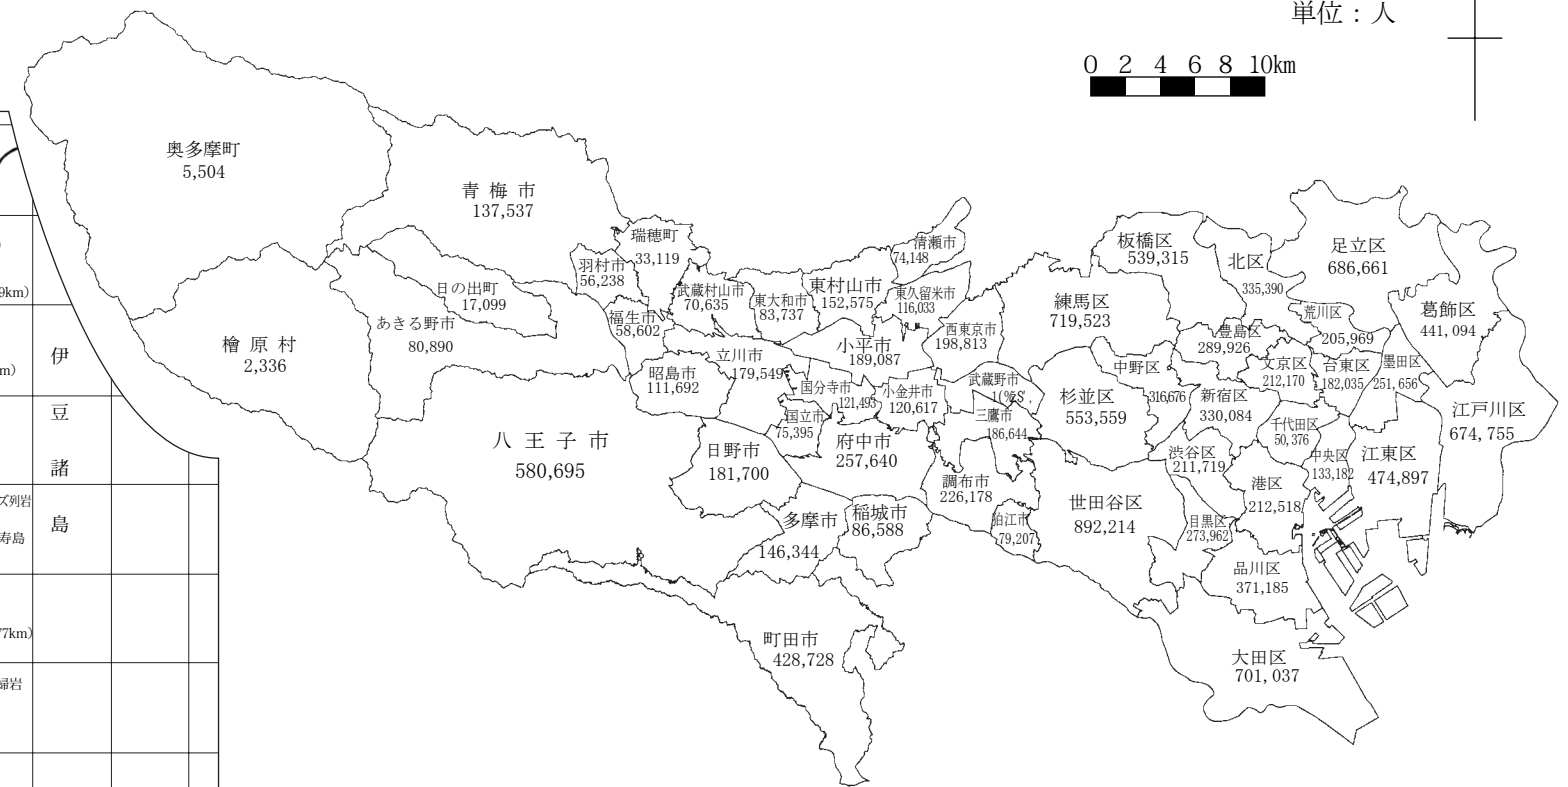 単位：人
0 2 4 6 8 10km
奥多摩町
5,504
青梅市
137,537
瑞穂町
33,119
羽村市
56,238
日の出町
17,099
あきる野市
80,890
檜原村
2,336
福生市
58,602
武蔵村山市
70,635
東大和市
83,737
東村山市
152,575
清瀬市
74,148
東久留米市
116,033
西東京市
198,813
小平市
189,087
立川市
179,549
昭島市
111,692
国分寺市
121,493
小金井市
120,617
武蔵野市
国立市
75,395
三鷹市
186,644
八王子市
580,695
日野市
181,700
府中市
257,640
調布市
226,178
狛江市
79,207
多摩市
146,344
稲城市
86,588
町田市
428,728
板橋区
539,315
北区
335,390
足立区
686,661
葛飾区
441,094
練馬区
719,523
豊島区
289,926
荒川区
205,969
文京区
212,170
台東区
182,035
墨田区
251,656
中野区
316,676
杉並区
553,559
新宿区
330,084
千代田区
50,376
江戸川区
674,755
渋谷区
211,719
中央区
133,182
江東区
474,897
港区
212,518
世田谷区
892,214
目黒区
273,962
品川区
371,185
大田区
701,037
伊
豆
諸
島
9km)
m)
ズ列岩
寿島
77km)
婦岩